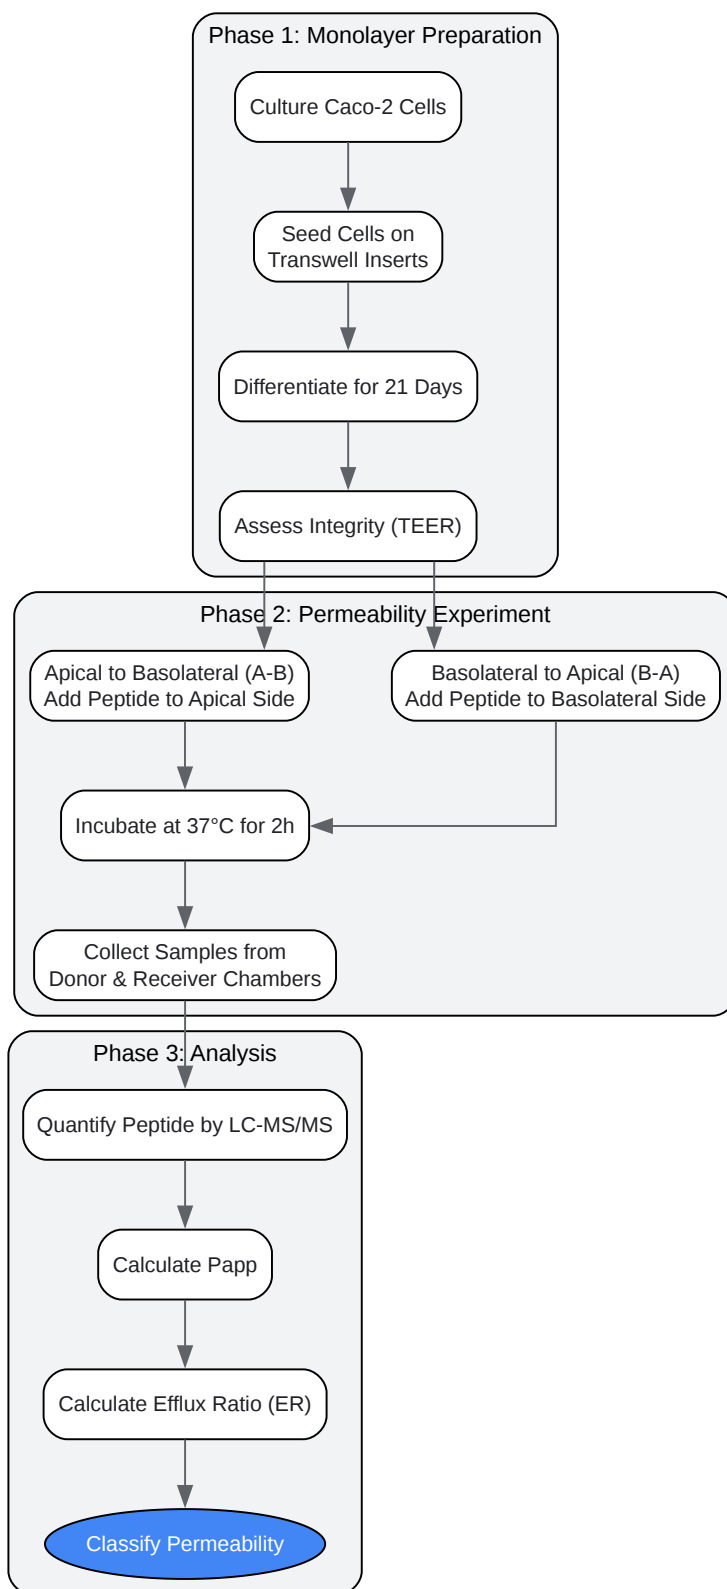 Phase 1: Monolayer Preparation
Culture Caco-2 Cells
Seed Cells on
Transwell Inserts
Differentiate for 21 Days
Assess Integrity (TEER)
Phase 2: Permeability Experiment
Apical to Basolateral (A-B)
Add Peptide to Apical Side
Basolateral to Apical (B-A)
Add Peptide to Basolateral Side
Incubate at 37°C for 2h
Collect Samples from
Donor & Receiver Chambers
Phase 3: Analysis
Quantify Peptide by LC-MS/MS
Calculate Papp
Calculate Efflux Ratio (ER)
Classify Permeability